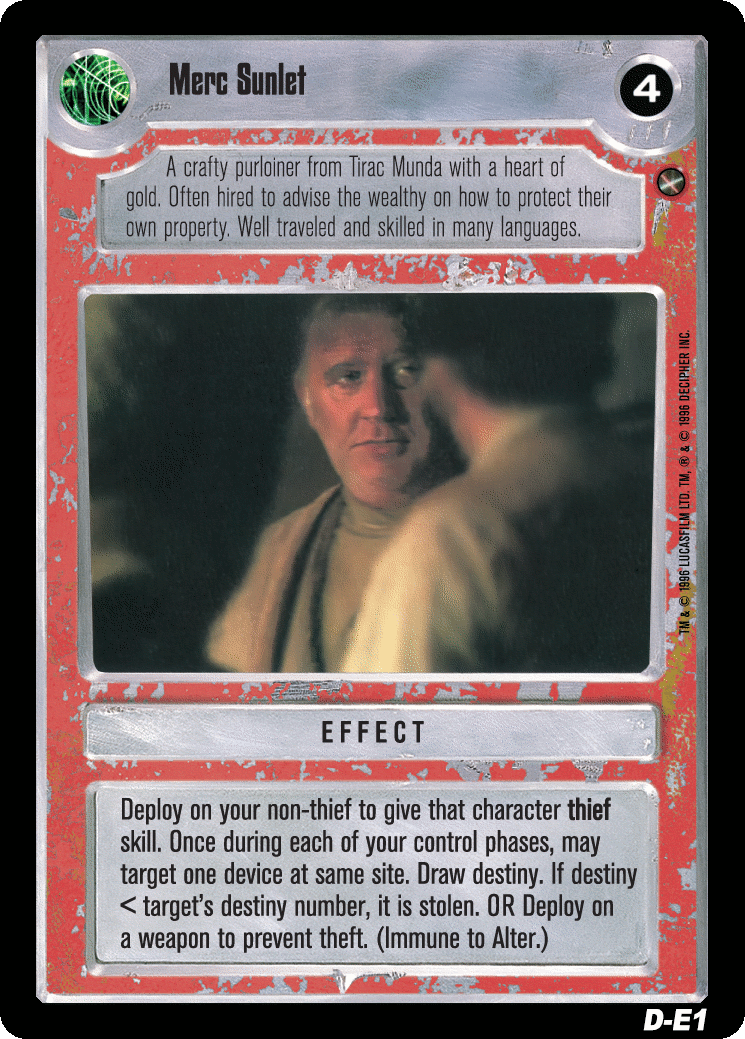 Merc Sunlet
4
A crafty purloiner from Tirac Munda with a heart of
gold. Often hired to advise the wealthy on how to protect their
own property. Well traveled and skilled in many languages.
TM & © 1996 LUCASFILM LTD. TM, ® & © 1996 DECIPHER INC.
EFFECT
Deploy on your non-thief to give that character thief
skill. Once during each of your control phases, may
target one device at same site. Draw destiny. If destiny
< target's destiny number, it is stolen. OR Deploy on
a weapon to prevent theft. (Immune to Alter.)
D-E1